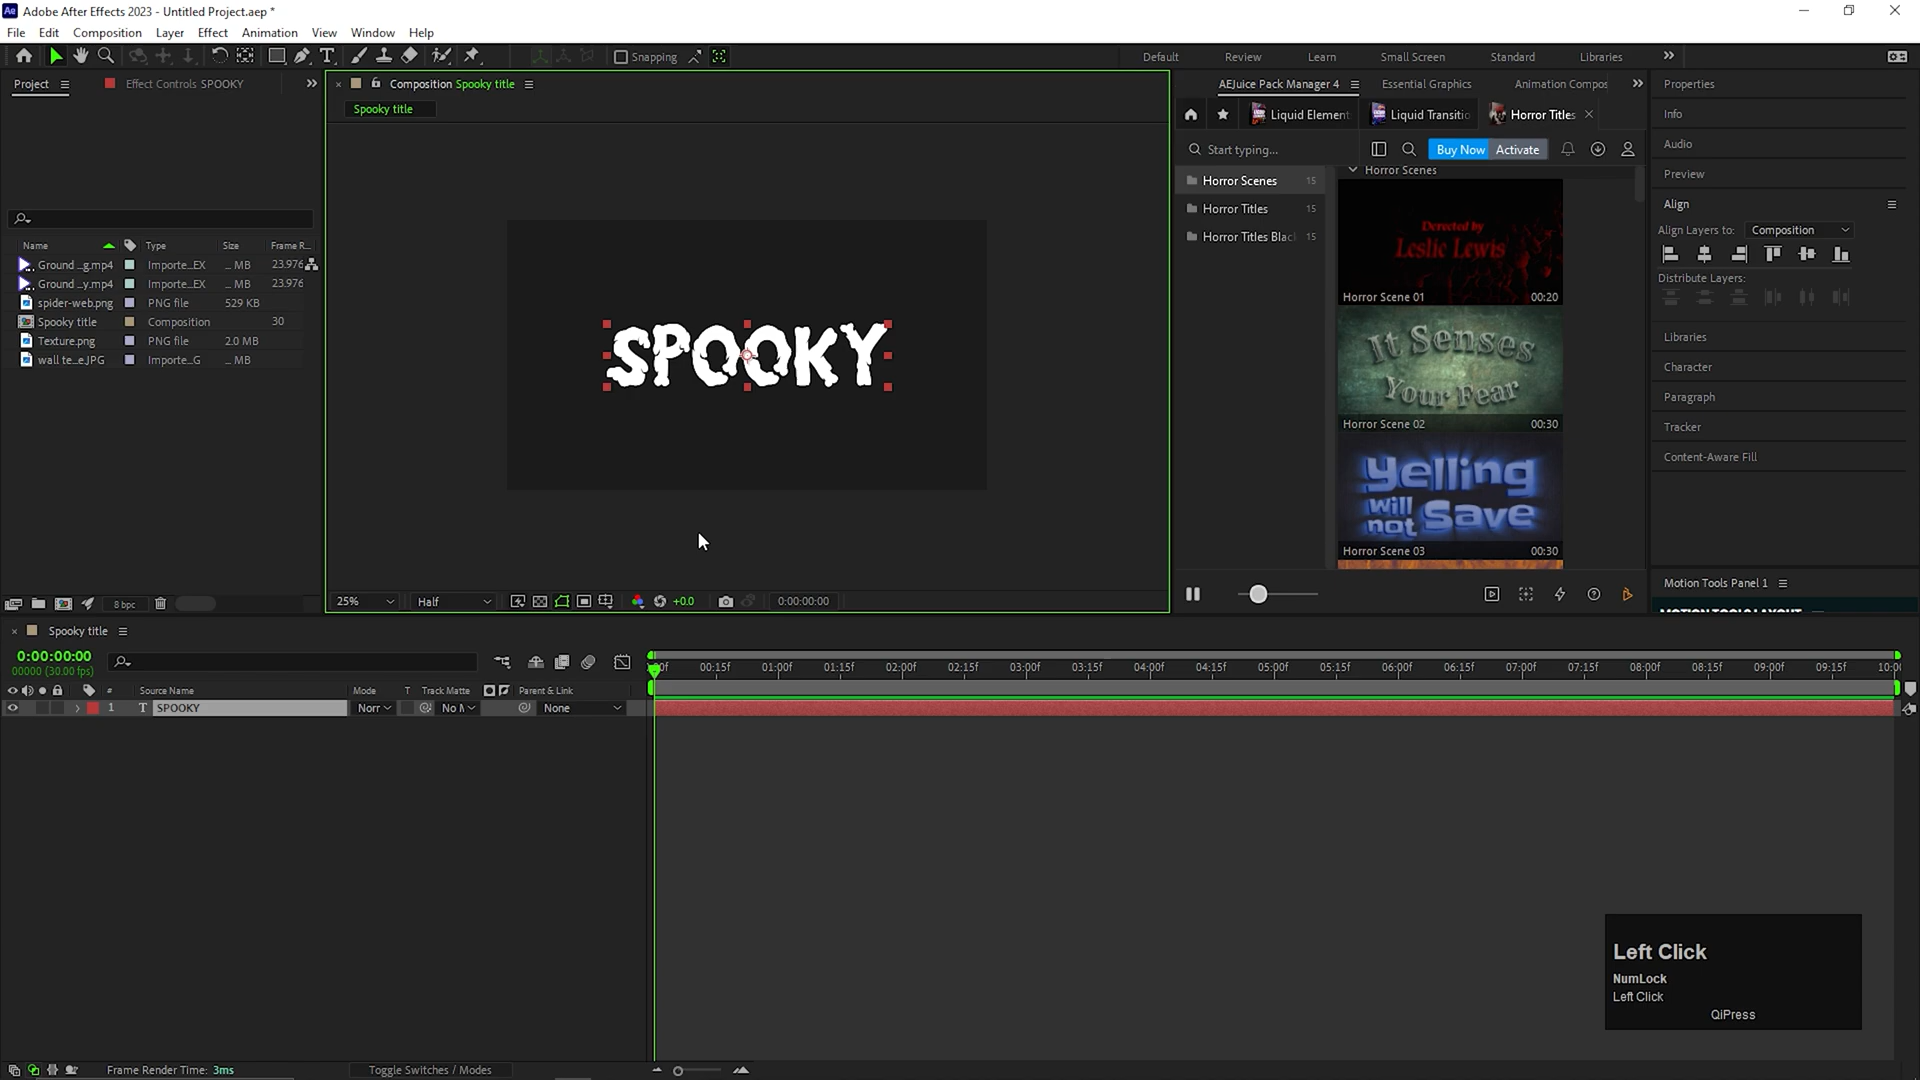 Adobe After Effects 2023 - Untitled Project.aep *
File Edit Composition Layer Effect Animation View Window Help
Snapping Default Review Learn Small Screen Standard Libraries
Project Effect Controls SPOOKY
Composition Spooky title
AEJuice Pack Manager 4 Essential Graphics Animation Compos
Properties
Spooky title
Liquid Element Liquid Transitio Horror Titles
Info
Start typing...
Buy Now Activate
Audio
Horror Scenes
Preview
Horror Scenes 15
Horror Titles 15
Horror Titles Blac 15
Align
Align Layers to: Composition
Distribute Layers:
Name Type Size Frame R...
Ground ...g.mp4 Importe...EX ... MB 23.976
Ground ...y.mp4 Importe...EX ... MB 23.976
spider-web.png PNG file 529 KB
Spooky title Composition 30
Texture.png PNG file 2.0 MB
wall te...e.JPG Importe...G ... MB
SPOOKY
Derected by
Leslie Lewis
Horror Scene 01 00:20
It Senses
Your Fear
Horror Scene 02 00:30
Yelling
will
not Save
Horror Scene 03 00:30
Libraries
Character
Paragraph
Tracker
Content-Aware Fill
Motion Tools Panel 1
MOTION TOOLS LAYOUT
8 bpc
25% Half +0.0 0:00:00:00
Spooky title
0:00:00:00
00000 (30.00 fps)
:00f 00:15f 01:00f 01:15f 02:00f 02:15f 03:00f 03:15f 04:00f 04:15f 05:00f 05:15f 06:00f 06:15f 07:00f 07:15f 08:00f 08:15f 09:00f 09:15f 10:0
# Source Name Mode T Track Matte Parent & Link
1 T SPOOKY Norr No M None
Left Click
NumLock
Left Click
QiPress
Frame Render Time: 3ms Toggle Switches / Modes